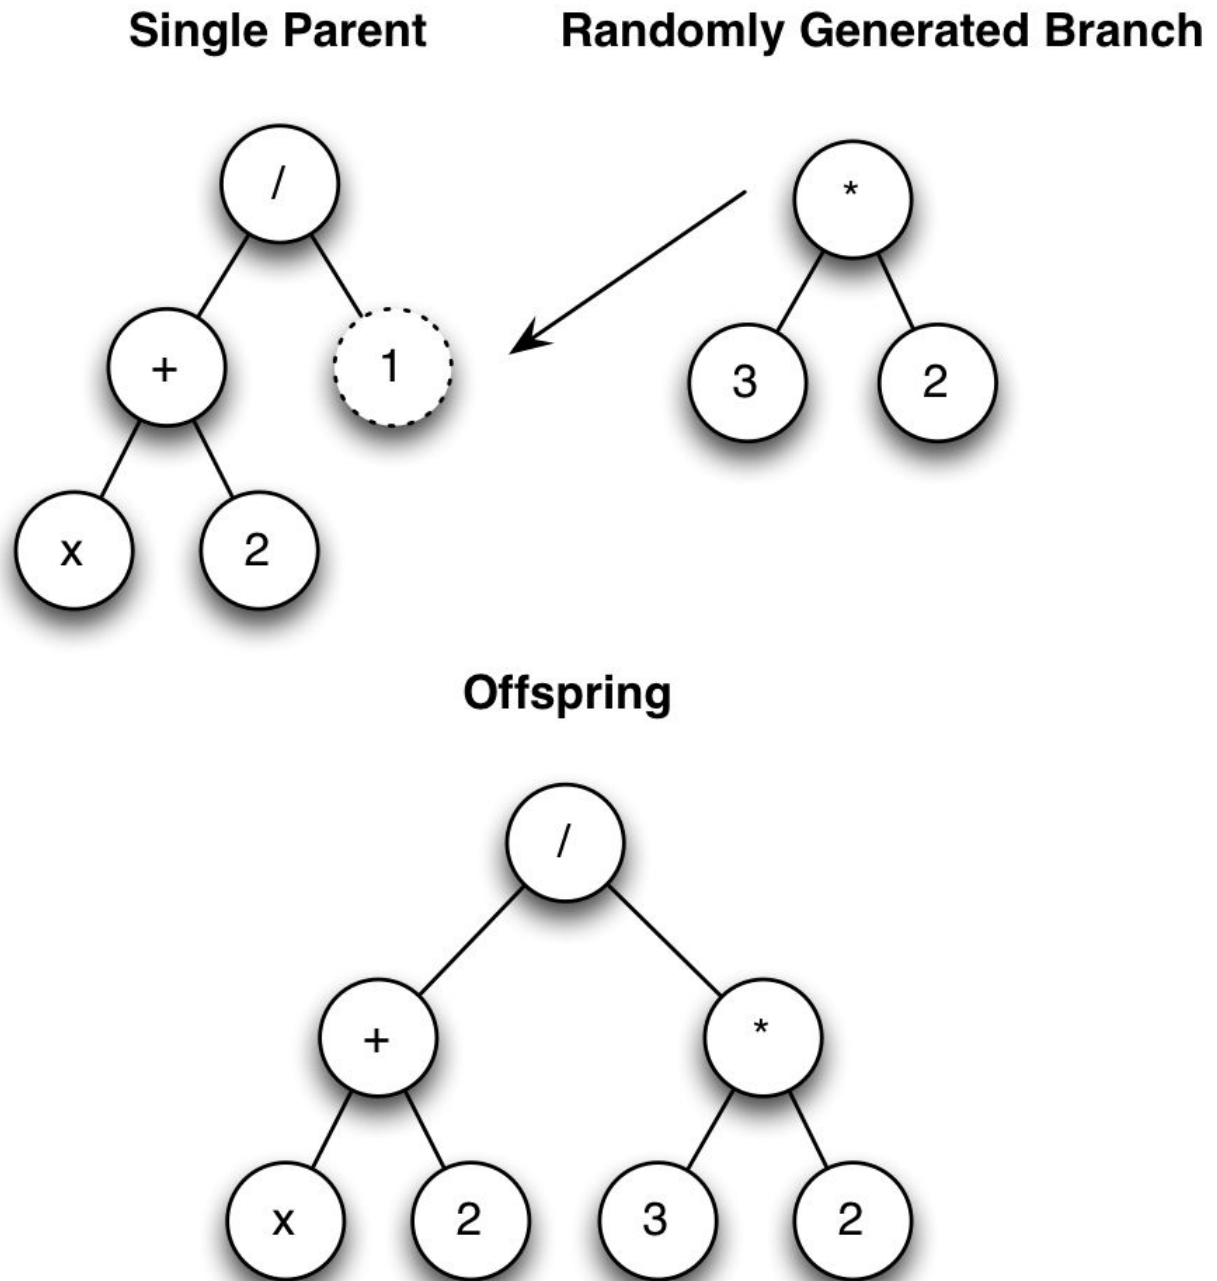 Single Parent Randomly Generated Branch
/ *
+ 1 3 2
x 2
Offspring
/
+ *
x 2 3 2